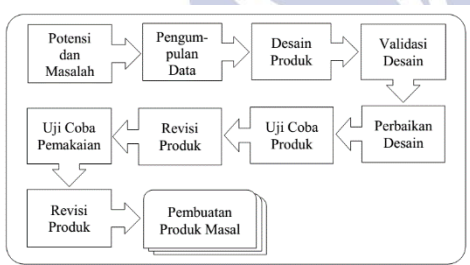 Potensi
dan
Masalah
Pengum-
pulan
Data
Desain
Produk
Validasi
Desain
Perbaikan
Desain
Uji Coba
Produk
Revisi
Produk
Uji Coba
Pemakaian
Revisi
Produk
Pembuatan
Produk Masal